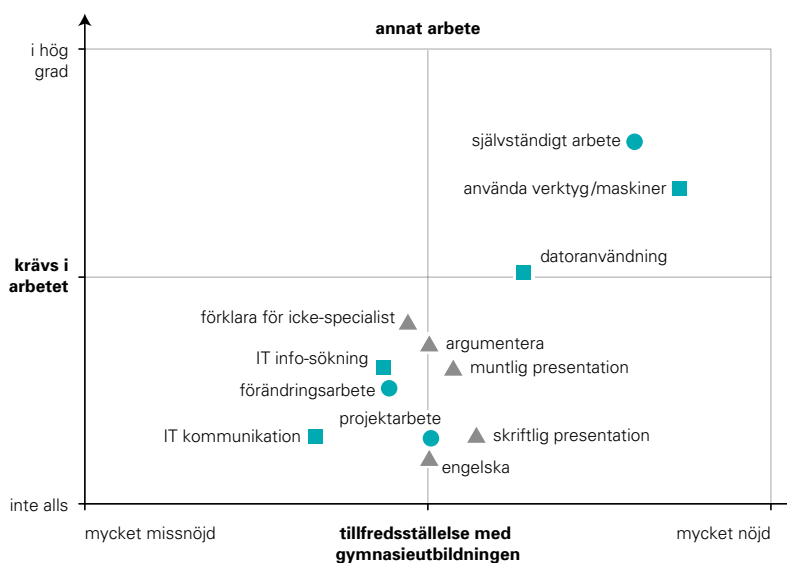 annat arbete
i hög
grad
självständigt arbete
använda verktyg/maskiner
datoranvändning
krävs i
arbetet
förklara för icke-specialist
argumentera
IT info-sökning
muntlig presentation
förändringsarbete
projektarbete
IT kommunikation
skriftlig presentation
engelska
inte alls
mycket missnöjd
tillfredsställelse med
gymnasieutbildningen
mycket nöjd